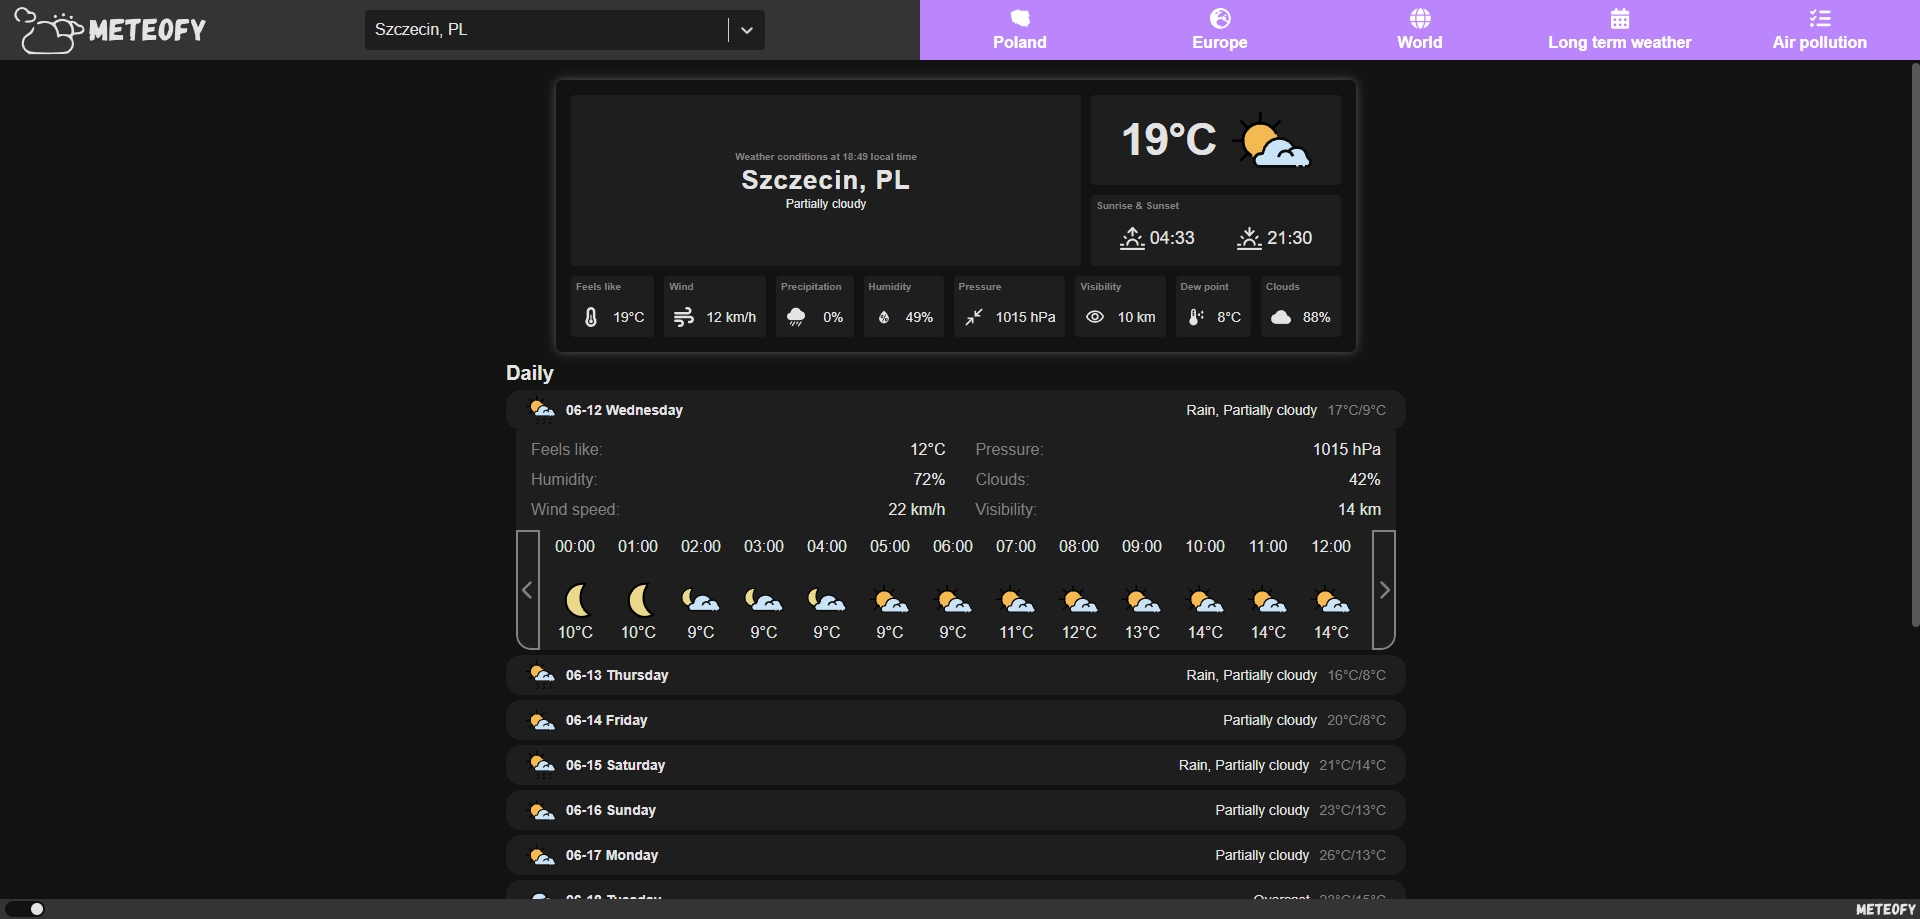 METEOFY
Szczecin, PL
Poland
Europe
World
Long term weather
Air pollution
Weather conditions at 18:49 local time
Szczecin, PL
Partially cloudy
19°C
Sunrise & Sunset
04:33 21:30
Feels like
19°C
Wind
12 km/h
Precipitation
0%
Humidity
49%
Pressure
1015 hPa
Visibility
10 km
Dew point
8°C
Clouds
88%
Daily
06-12 Wednesday Rain, Partially cloudy 17°C/9°C
Feels like: 12°C Pressure: 1015 hPa
Humidity: 72% Clouds: 42%
Wind speed: 22 km/h Visibility: 14 km
00:00 01:00 02:00 03:00 04:00 05:00 06:00 07:00 08:00 09:00 10:00 11:00 12:00
10°C 10°C 9°C 9°C 9°C 9°C 9°C 11°C 12°C 13°C 14°C 14°C 14°C
06-13 Thursday Rain, Partially cloudy 16°C/8°C
06-14 Friday Partially cloudy 20°C/8°C
06-15 Saturday Rain, Partially cloudy 21°C/14°C
06-16 Sunday Partially cloudy 23°C/13°C
06-17 Monday Partially cloudy 26°C/13°C
06-18 Tuesday Overcast
METEOFY